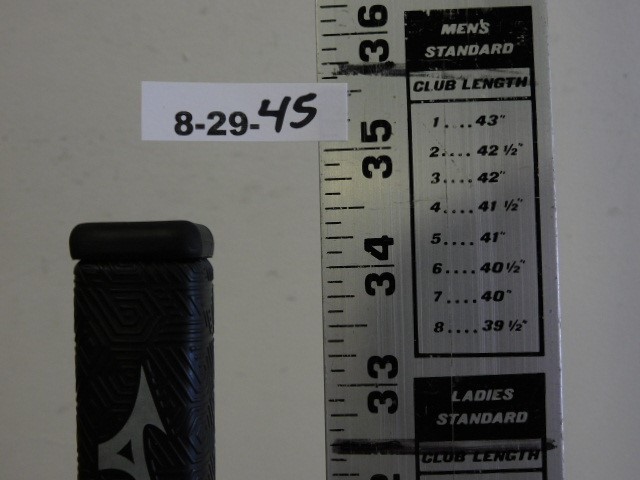 36
8-29-45
35
34
33
MEN'S
STANDARD
CLUB LENGTH
1....43"
2....42 ½"
3....42"
4....41 ½"
5....41"
6....40 ½"
7....40"
8....39 ½"
LADIES
STANDARD
CLUB LENGTH